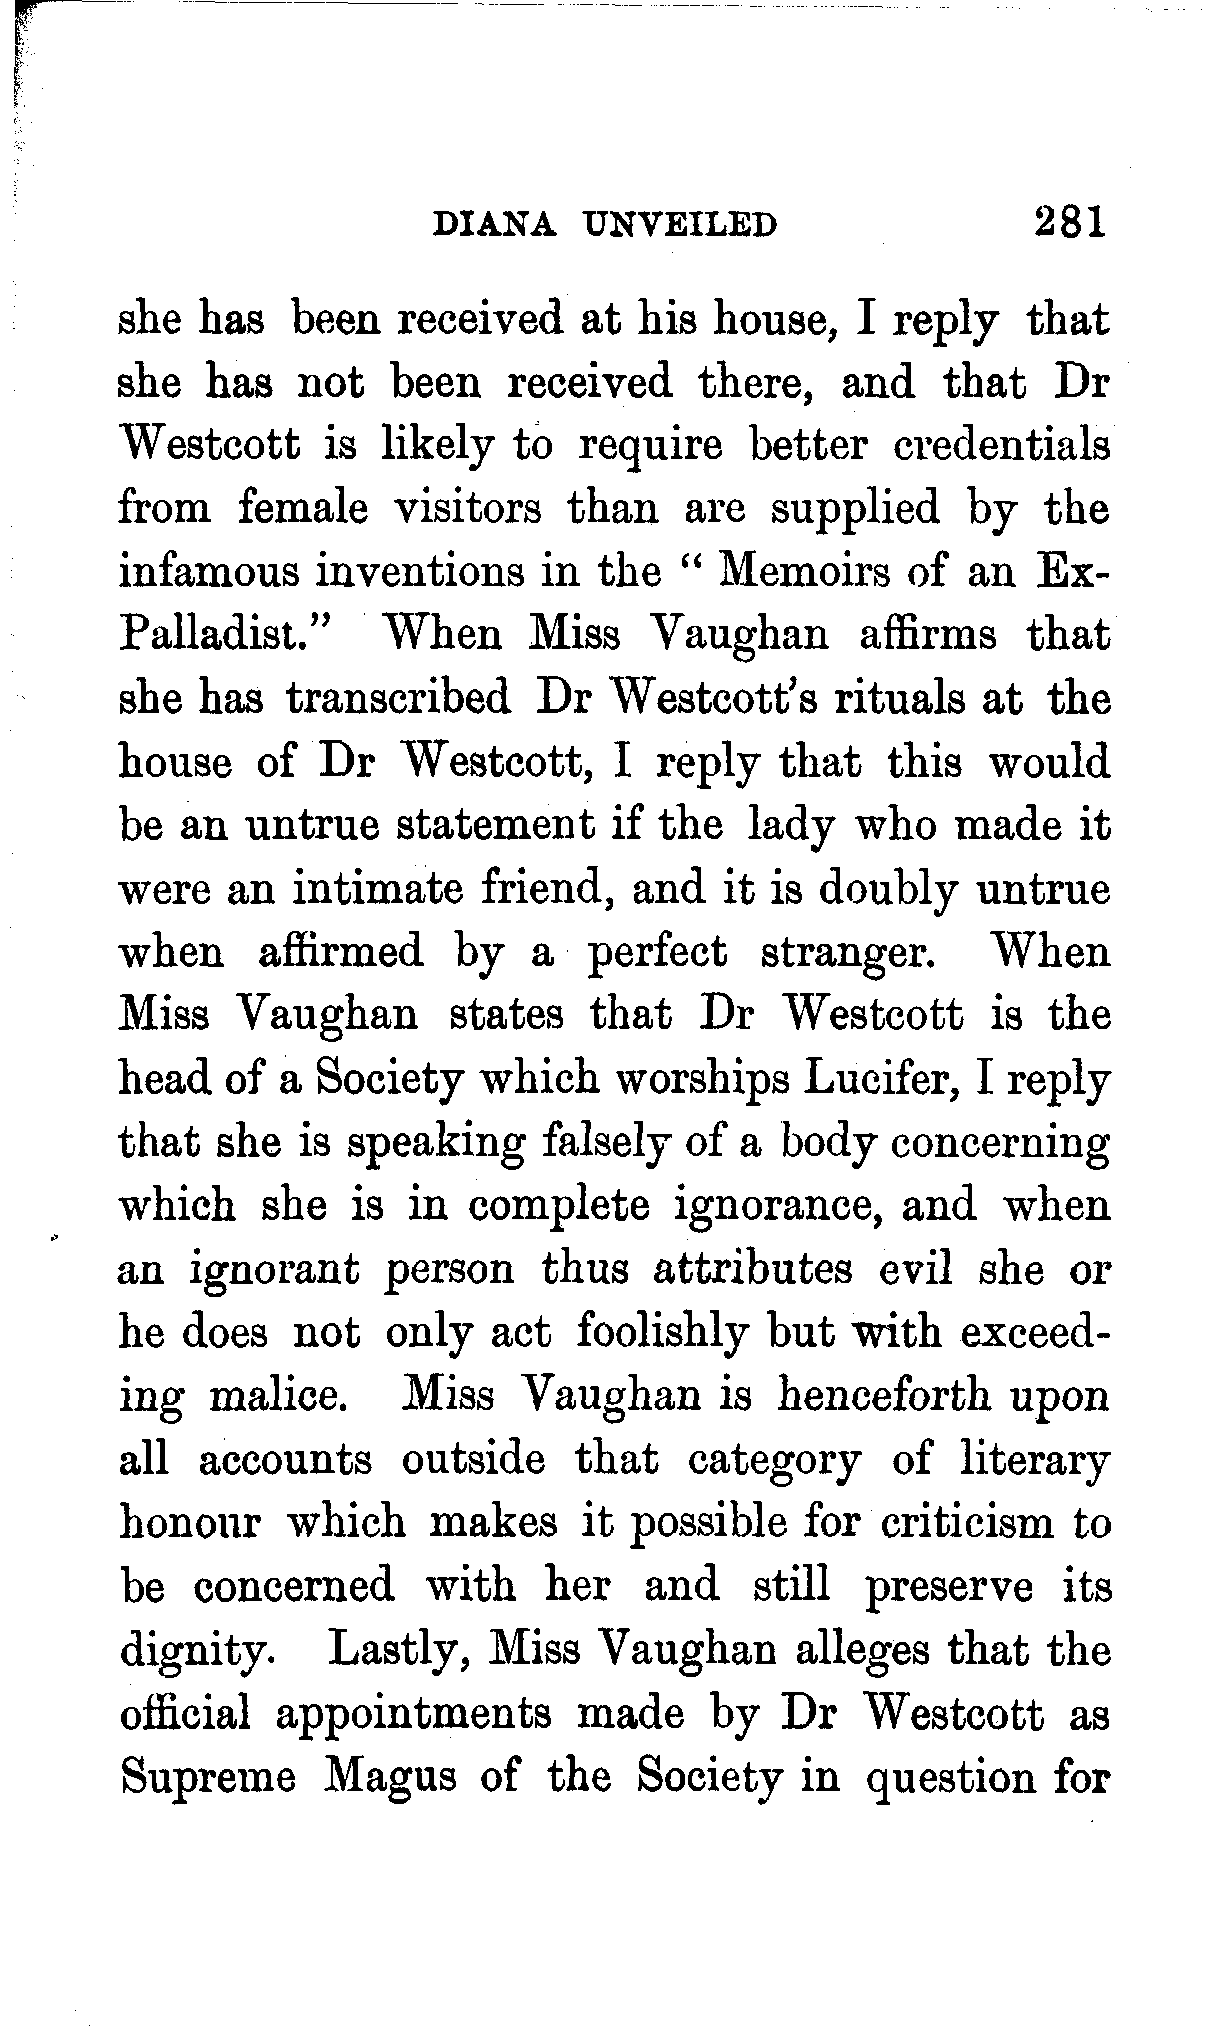 DIANA UNVEILED 281
she has been received at his house, I reply that
she has not been received there, and that Dr
Westcott is likely to require better credentials
from female visitors than are supplied by the
infamous inventions in the “ Memoirs of an Ex-
Palladist.” When Miss Vaughan affirms that
she has transcribed Dr Westcott's rituals at the
house of Dr Westcott, I reply that this would
be an untrue statement if the lady who made it
were an intimate friend, and it is doubly untrue
when affirmed by a perfect stranger. When
Miss Vaughan states that Dr Westcott is the
head of a Society which worships Lucifer, I reply
that she is speaking falsely of a body concerning
which she is in complete ignorance, and when
an ignorant person thus attributes evil she or
he does not only act foolishly but with exceed-
ing malice. Miss Vaughan is henceforth upon
all accounts outside that category of literary
honour which makes it possible for criticism to
be concerned with her and still preserve its
dignity. Lastly, Miss Vaughan alleges that the
official appointments made by Dr Westcott as
Supreme Magus of the Society in question for